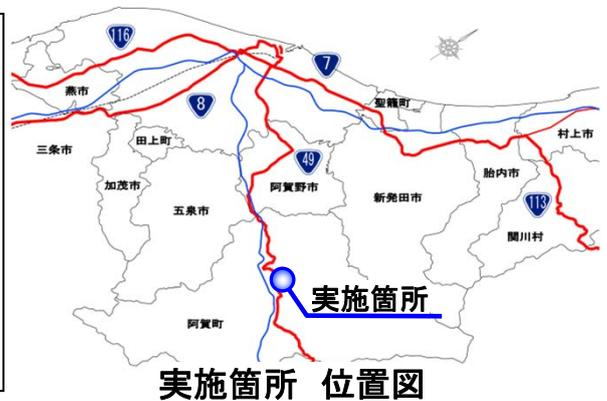 116
7
燕市
8
聖籠町
三条市
田上町
村上市
49
加茂市
阿賀野市
胎内市
新発田市
113
五泉市
関川村
実施箇所
阿賀町
実施箇所 位置図